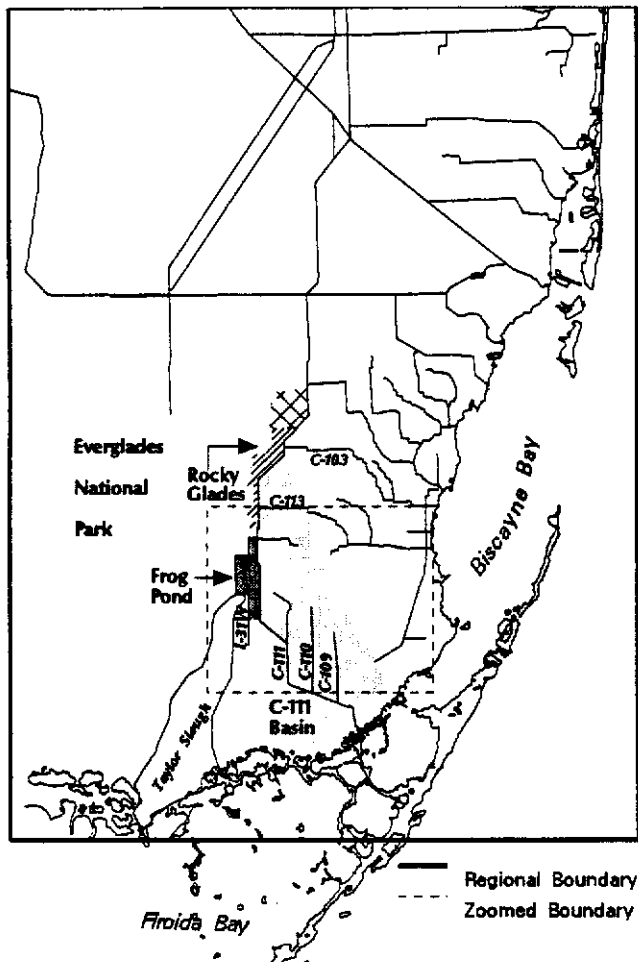 Everglades
National
Park
Rocky
Glades
C-103
C-113
Biscayne Bay
Frog
Pond
C-111
C-110
C-109
C-111
Basin
Taylor Slough
Regional Boundary
Zoomed Boundary
Floida Bay